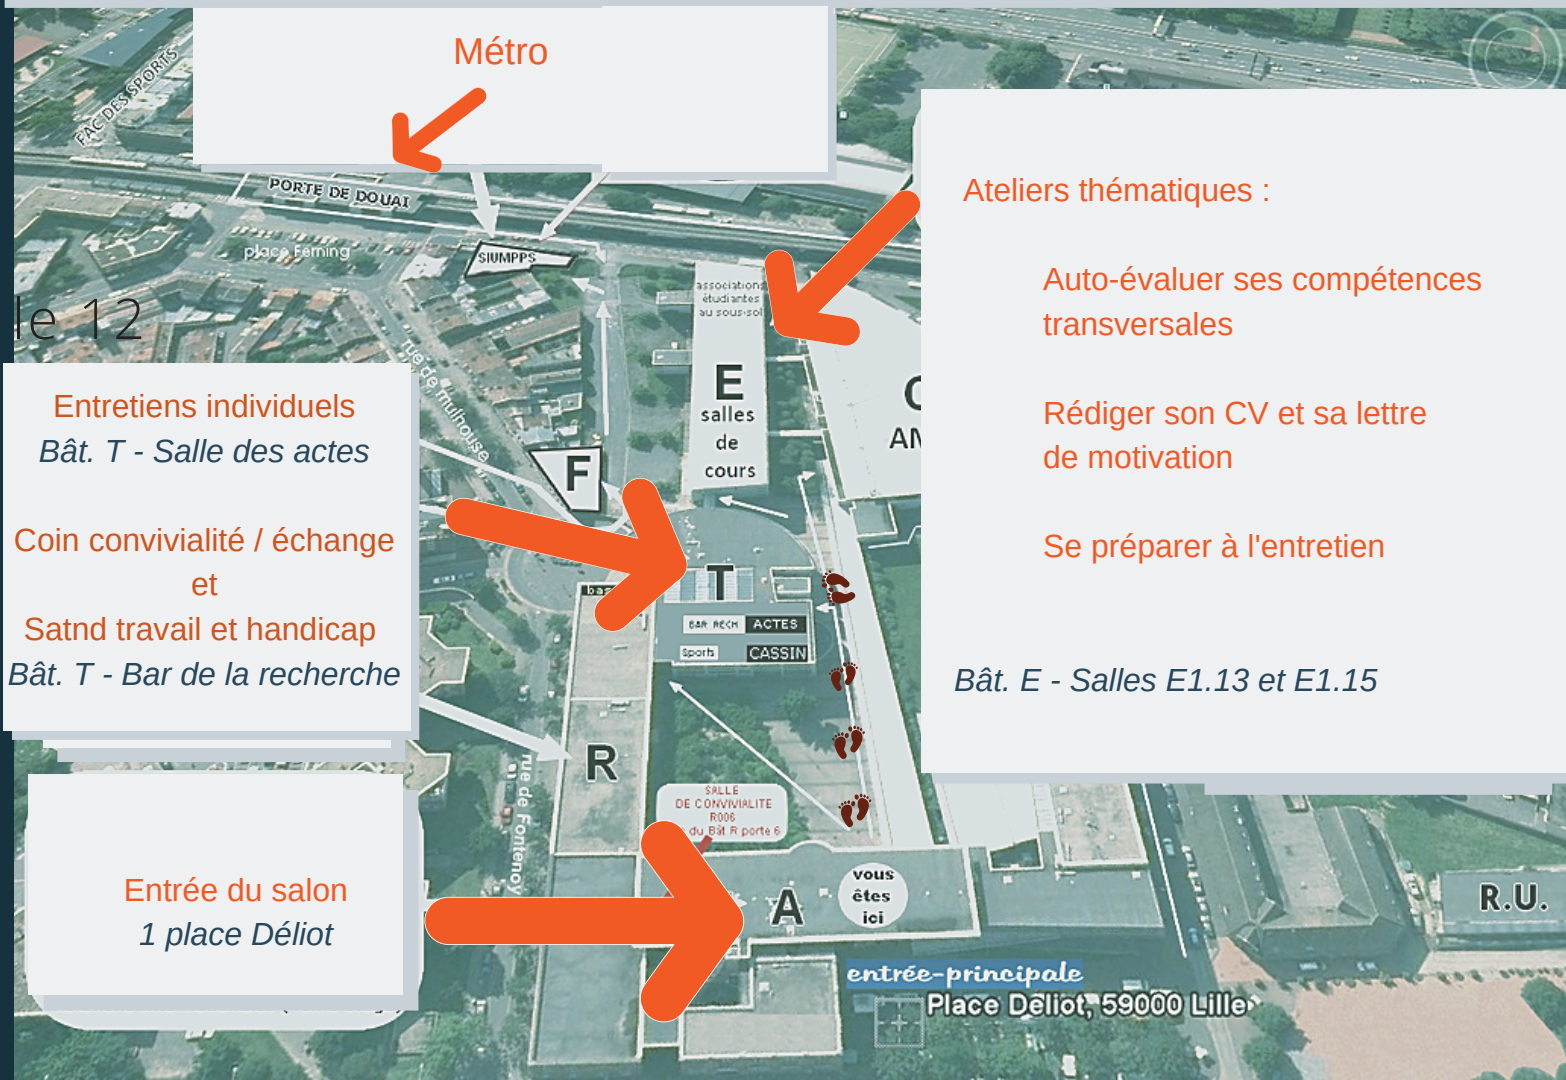 Métro
FAC DES SPORTS
PORTE DE DOUAI
place Ferning
SIUMPPS
le 12
rue de mulhouse
associations
étudiantes
au sous-sol
E
salles
de
cours
F
Ateliers thématiques :
Auto-évaluer ses compétences
transversales
Rédiger son CV et sa lettre
de motivation
Se préparer à l'entretien
Bât. E - Salles E1.13 et E1.15
Entretiens individuels
Bât. T - Salle des actes
Coin convivialité / échange
et
Satnd travail et handicap
Bât. T - Bar de la recherche
T
BAR RECH ACTES
Sports CASSIN
R
rue de Fontenoy
SALLE
DE CONVIVIALITE
R006
du Bât R porte 6
Entrée du salon
1 place Déliot
A
vous
êtes
ici
R.U.
entrée-principale
Place Déliot, 59000 Lille